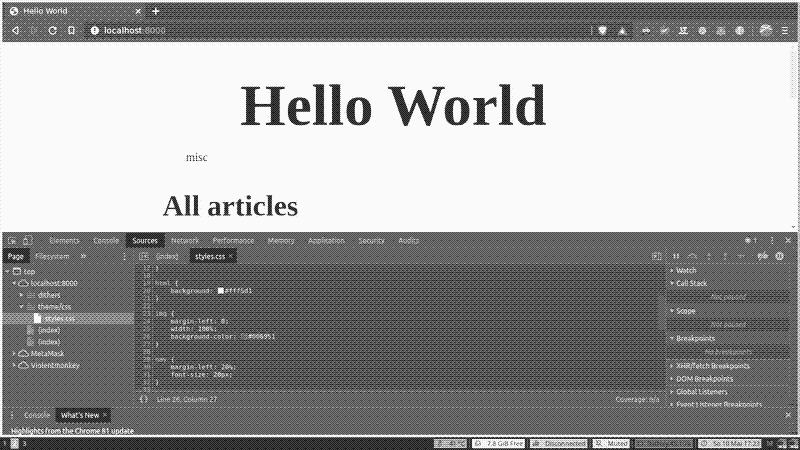 Hello World
localhost:8000
Hello World
misc
All articles
Elements Console Sources Network Performance Memory Application Security Audits 1
Page Filesystem (index) styles.css
top
localhost:8000
dithers
theme/css
styles.css
(index)
(index)
MetaMask
Violentmonkey
17 }
18
19 html {
20 background: #fff5d1
21 }
22
23 img {
24 margin-left: 0;
25 width: 100%;
26 background-color: #006951
27 }
28
29 nav {
30 margin-left: 20%;
31 font-size: 20px;
32 }
{} Line 26, Column 27 Coverage: n/a
Watch
Call Stack
Not paused
Scope
Not paused
Breakpoints
No breakpoints
XHR/fetch Breakpoints
DOM Breakpoints
Global Listeners
Event Listener Breakpoints
Console What's New
Highlights from the Chrome 81 update
1 2 3 7.8 GiB Free Disconnected Muted So 10 Mai 17:23